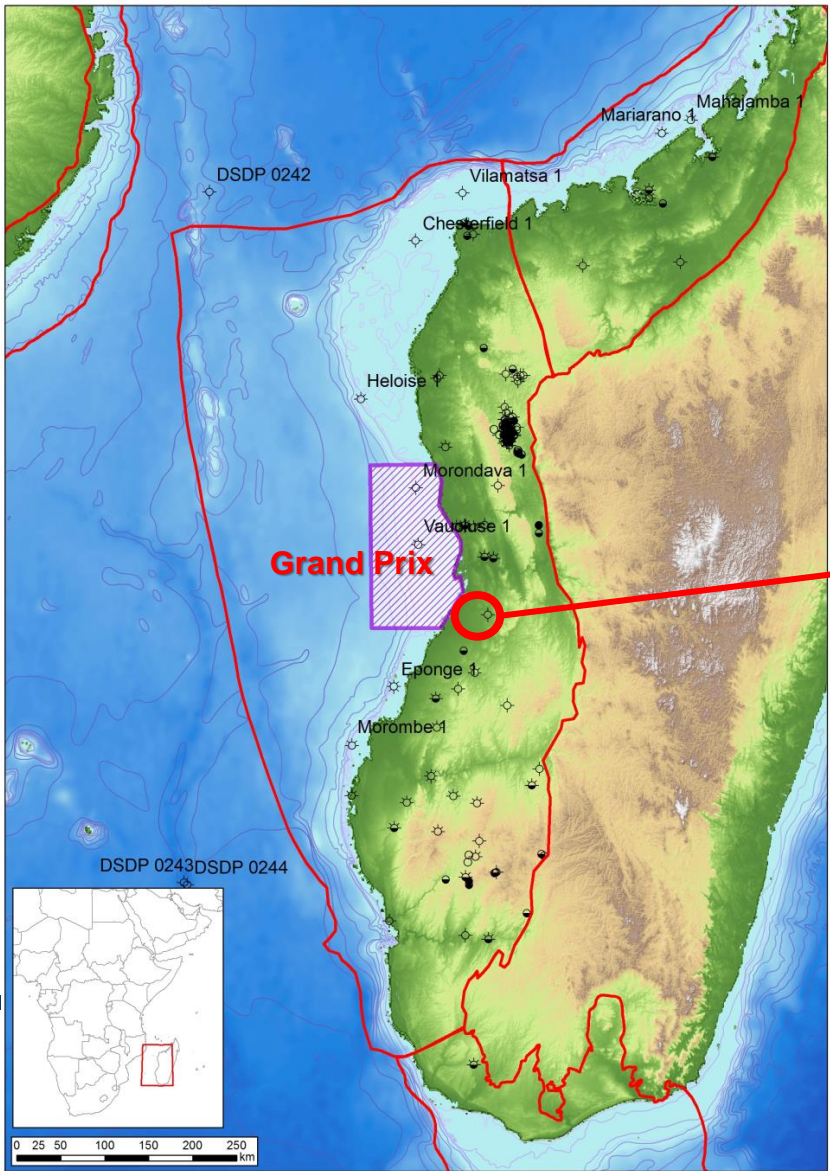 Mariarano 1
Mahajamba 1
DSDP 0242
Vilamatsa 1
Chesterfield 1
Heloise 1
Morondava 1
Vaucluse 1
Grand Prix
Eponge 1
Morombe 1
DSDP 0243
DSDP 0244
0 25 50 100 150 200 250
km